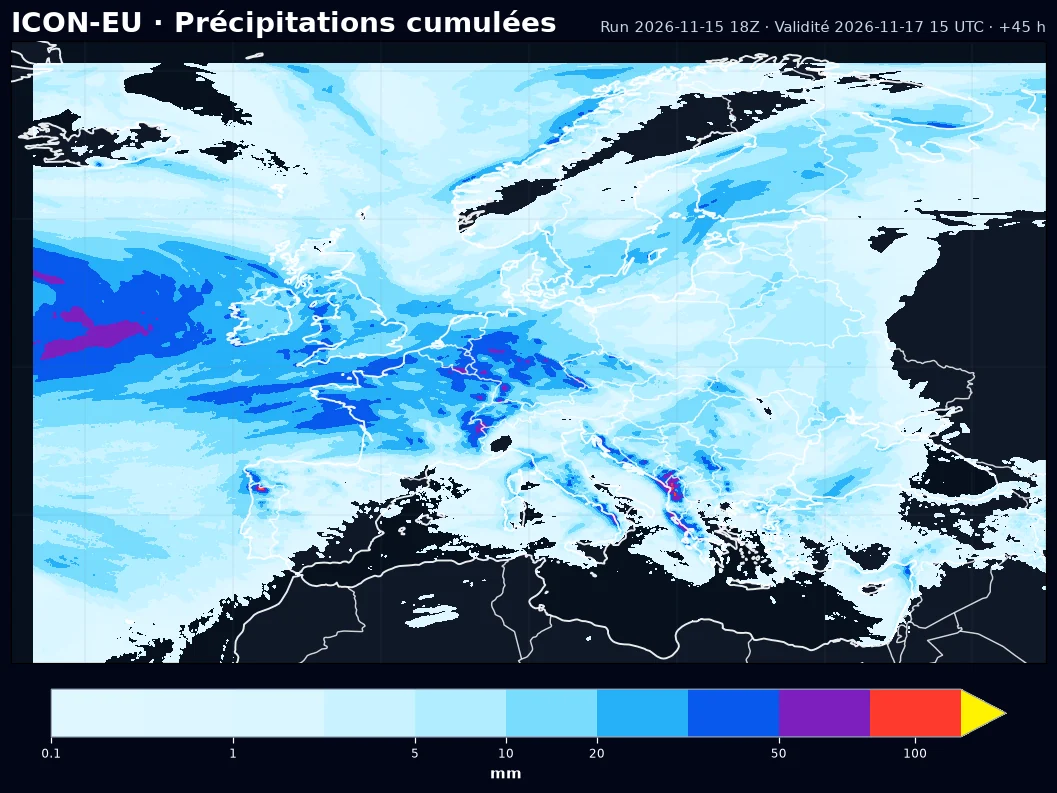 ICON-EU · Précipitations cumulées
Run 2026-11-15 18Z · Validité 2026-11-17 15 UTC · +45 h
0.1 1 5 10 20 50 100
mm